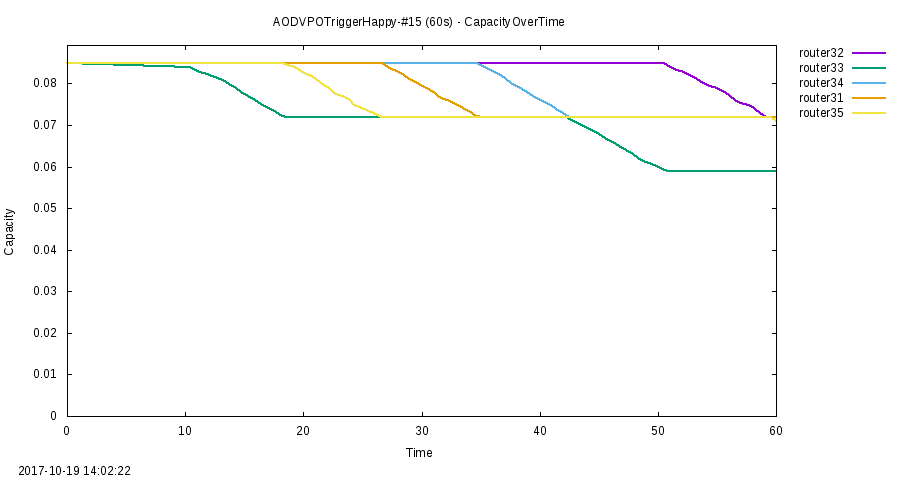 AODVPOTriggerHappy-#15 (60s) - CapacityOverTime
router32
router33
router34
router31
router35
0.08
0.07
0.06
0.05
0.04
0.03
0.02
0.01
0
Capacity
0 10 20 30 40 50 60
Time
2017-10-19 14:02:22